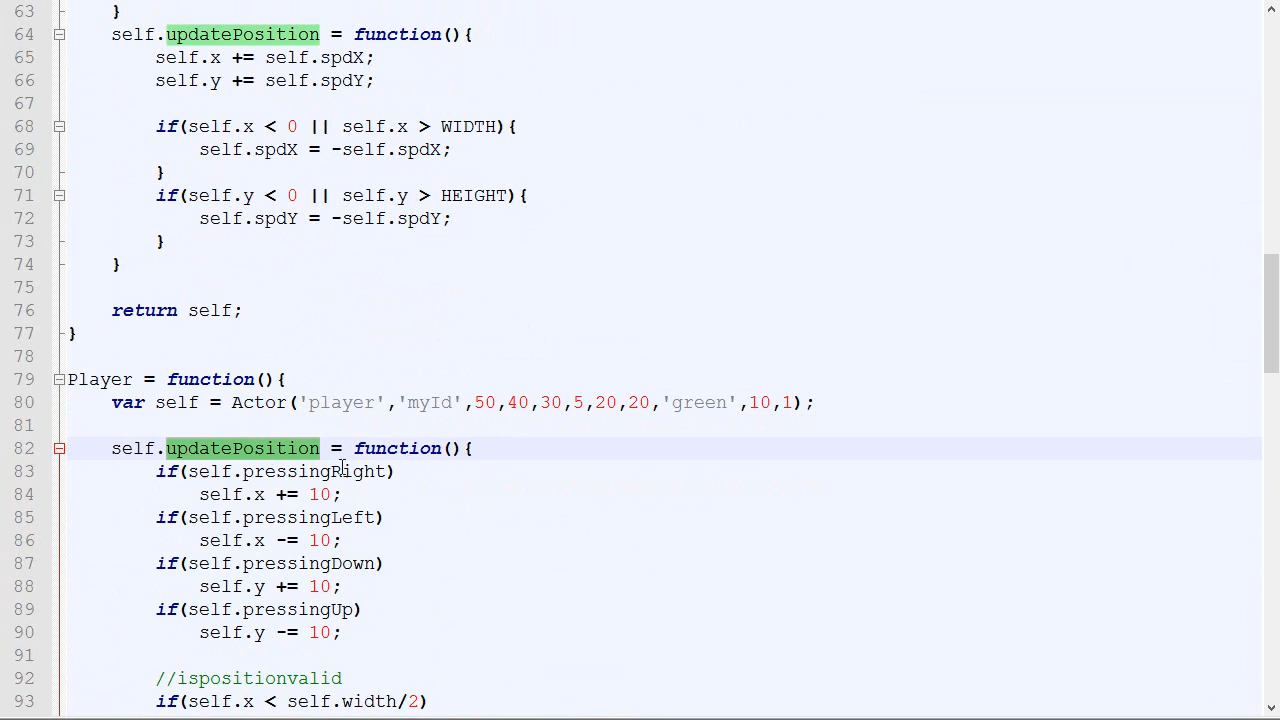 63 }
64 self.updatePosition = function(){
65 self.x += self.spdX;
66 self.y += self.spdY;
67
68 if(self.x < 0 || self.x > WIDTH){
69 self.spdX = -self.spdX;
70 }
71 if(self.y < 0 || self.y > HEIGHT){
72 self.spdY = -self.spdY;
73 }
74 }
75
76 return self;
77 }
78
79 Player = function(){
80 var self = Actor('player','myId',50,40,30,5,20,20,'green',10,1);
81
82 self.updatePosition = function(){
83 if(self.pressingRight)
84 self.x += 10;
85 if(self.pressingLeft)
86 self.x -= 10;
87 if(self.pressingDown)
88 self.y += 10;
89 if(self.pressingUp)
90 self.y -= 10;
91
92 //ispositionvalid
93 if(self.x < self.width/2)